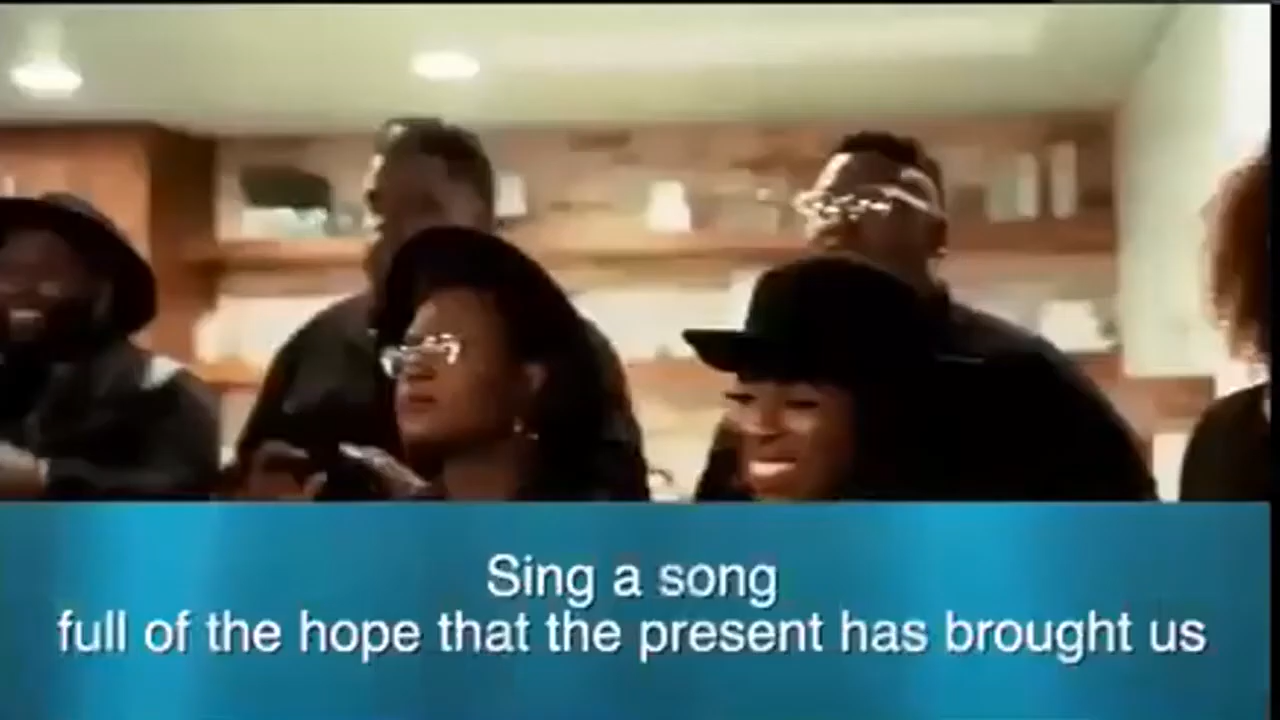 Sing a song
full of the hope that the present has brought us